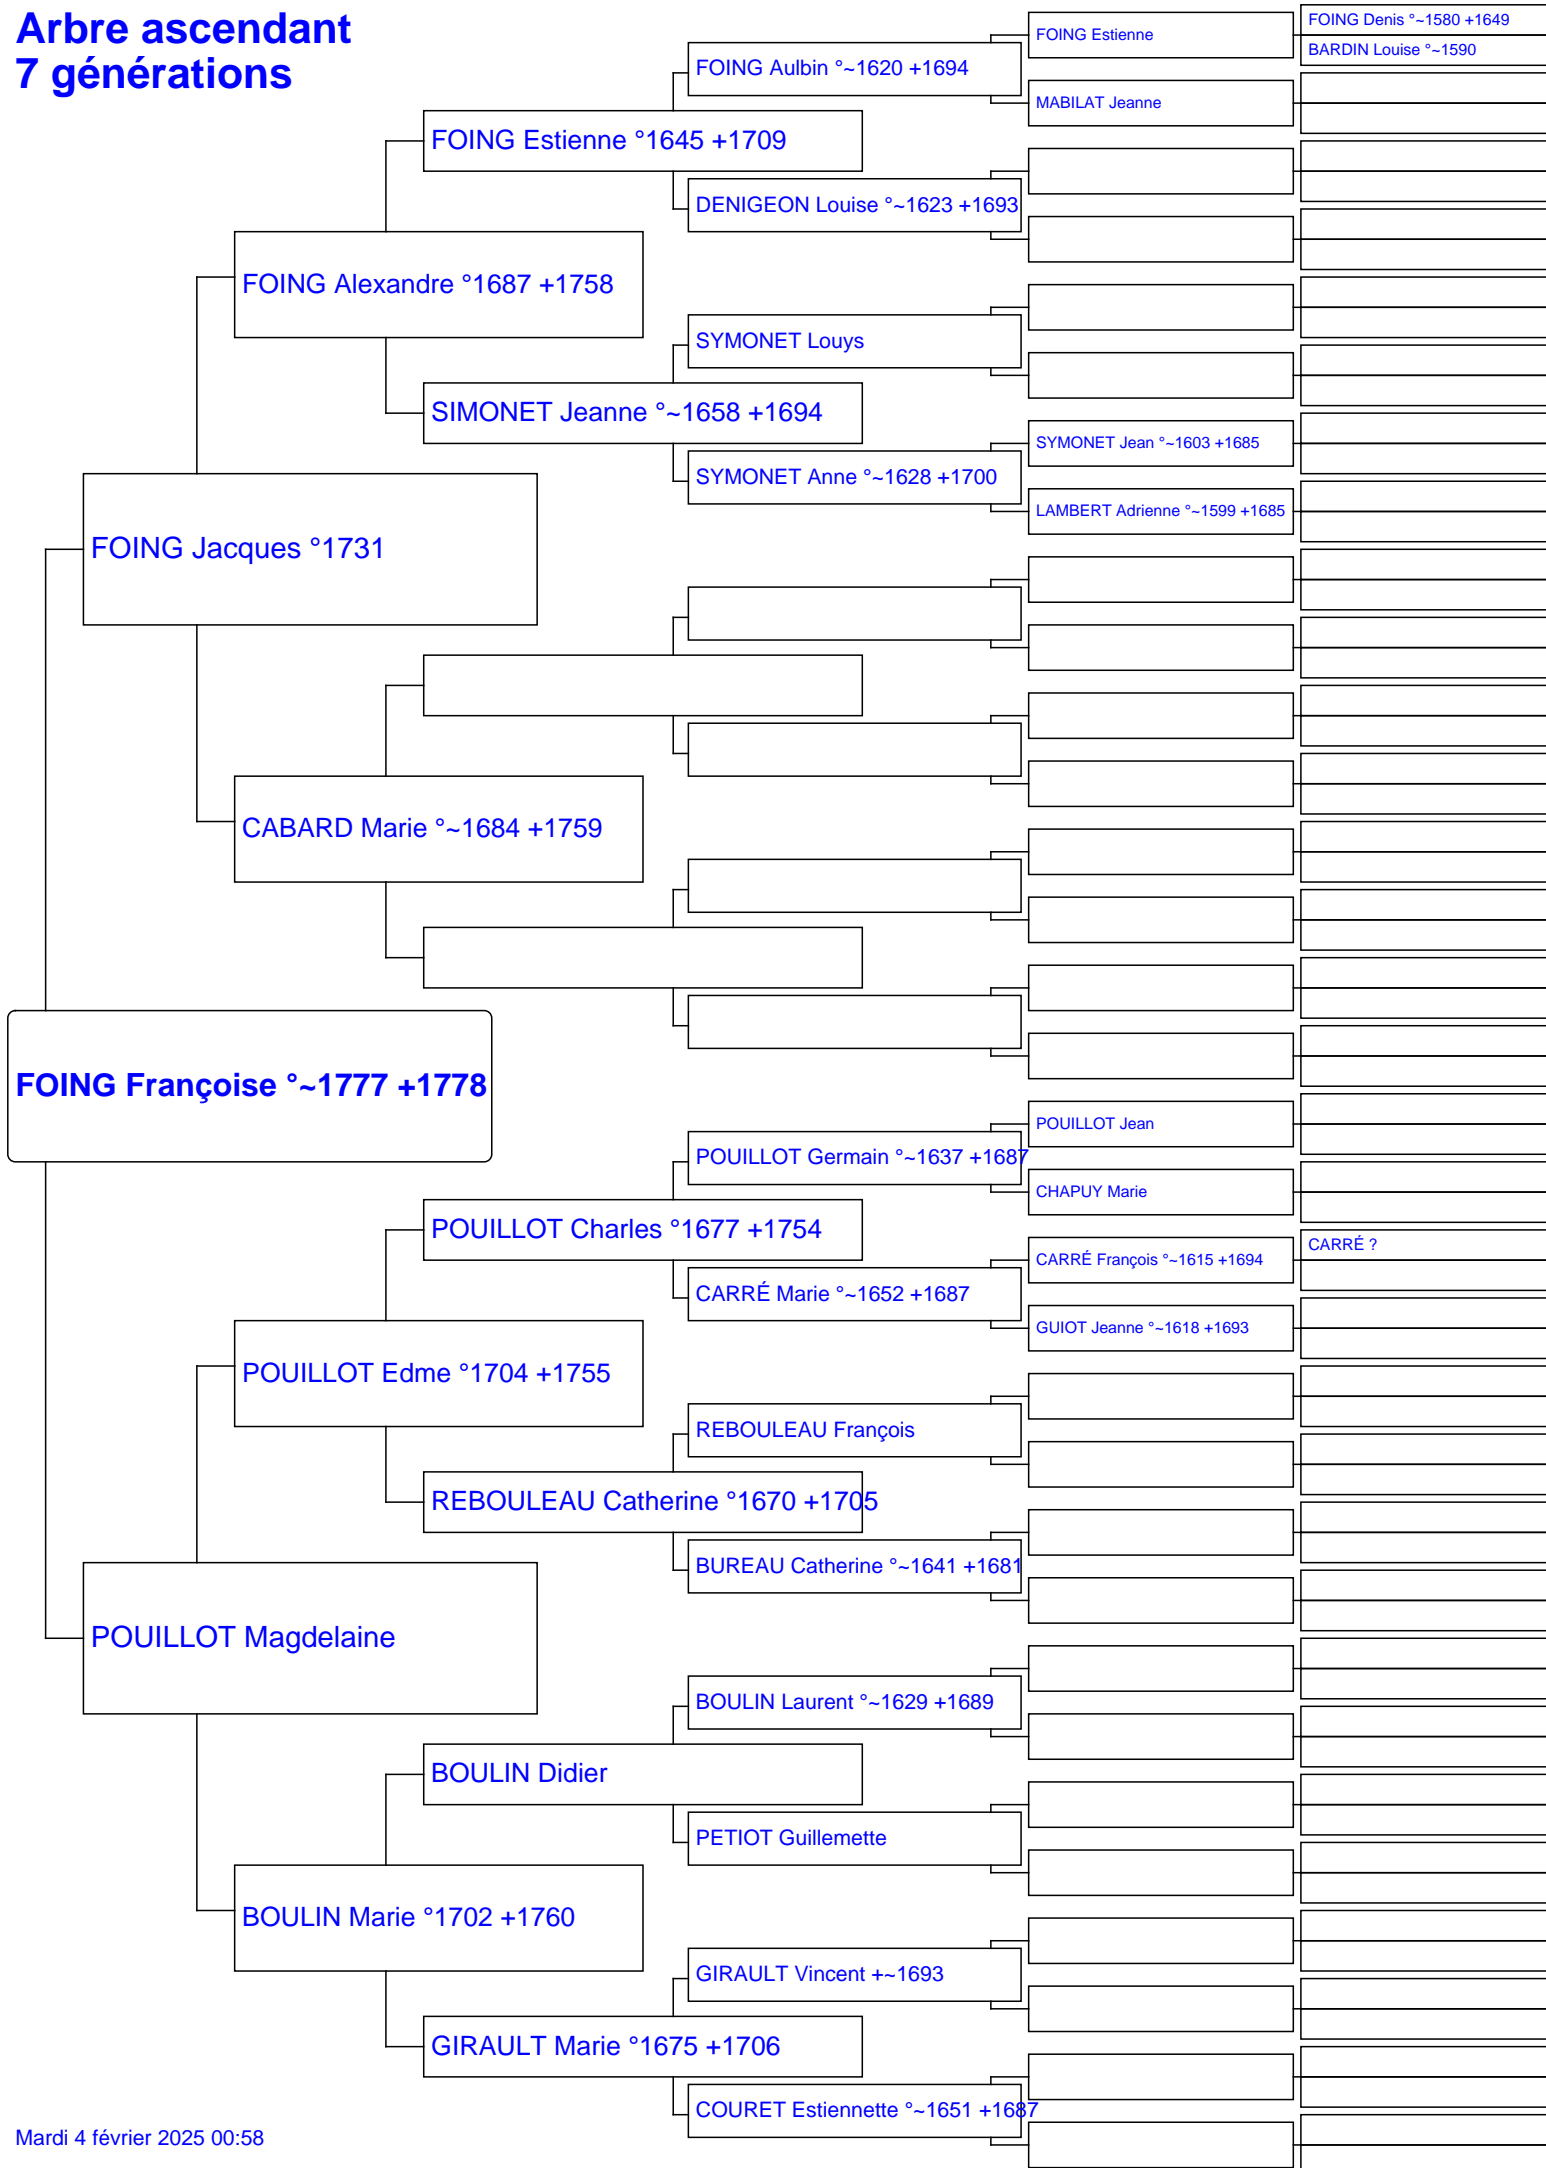 Arbre ascendant
7 générations
FOING Denis °~1580 +1649
FOING Estienne
BARDIN Louise °~1590
FOING Aulbin °~1620 +1694
MABILAT Jeanne
FOING Estienne °1645 +1709
DENIGEON Louise °~1623 +1693
FOING Alexandre °1687 +1758
SYMONET Louys
SIMONET Jeanne °~1658 +1694
SYMONET Jean °~1603 +1685
SYMONET Anne °~1628 +1700
LAMBERT Adrienne °~1599 +1685
FOING Jacques °1731
CABARD Marie °~1684 +1759
FOING Françoise °~1777 +1778
POUILLOT Jean
POUILLOT Germain °~1637 +1687
CHAPUY Marie
POUILLOT Charles °1677 +1754
CARRÉ ?
CARRÉ François °~1615 +1694
CARRÉ Marie °~1652 +1687
GUIOT Jeanne °~1618 +1693
POUILLOT Edme °1704 +1755
REBOULEAU François
REBOULEAU Catherine °1670 +1705
BUREAU Catherine °~1641 +1681
POUILLOT Magdelaine
BOULIN Laurent °~1629 +1689
BOULIN Didier
PETIOT Guillemette
BOULIN Marie °1702 +1760
GIRAULT Vincent +~1693
GIRAULT Marie °1675 +1706
COURET Estiennette °~1651 +1687
Mardi 4 février 2025 00:58